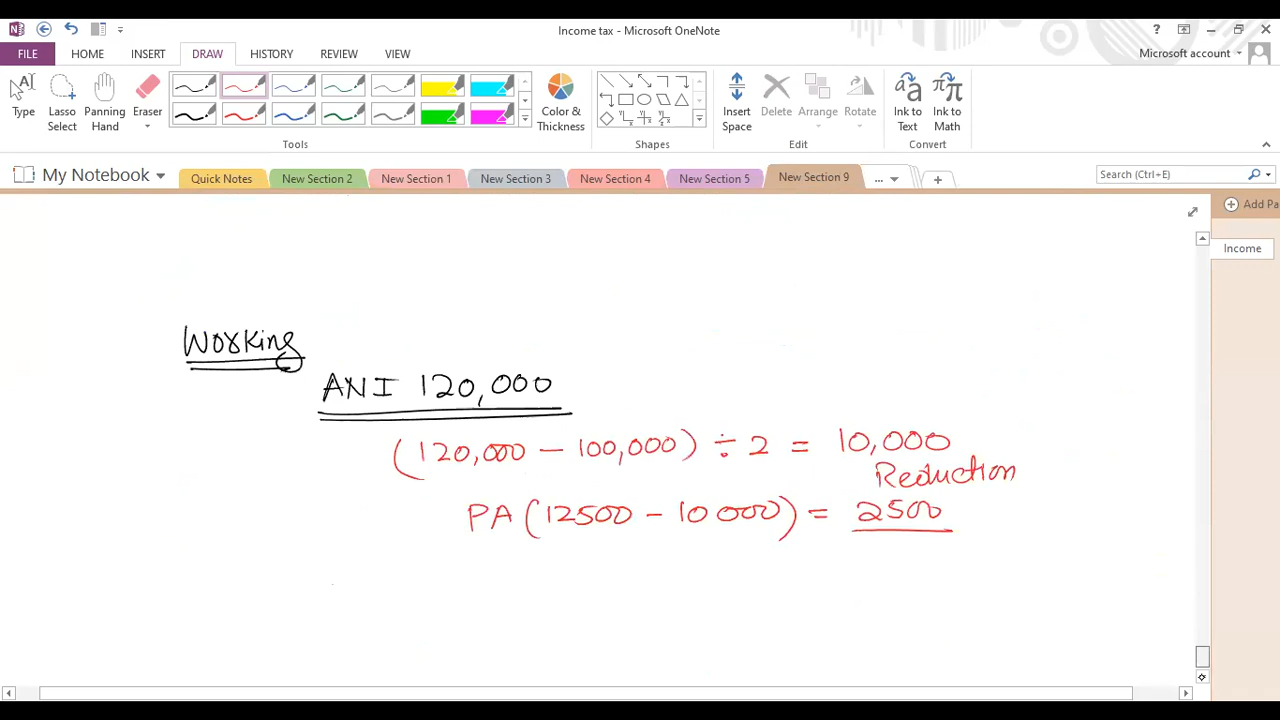 Income tax - Microsoft OneNote
?
FILE HOME INSERT DRAW HISTORY REVIEW VIEW
Microsoft account
Type
Lasso Select
Panning Hand
Eraser
Color & Thickness
Insert Space
Delete
Arrange
Rotate
Ink to Text
Ink to Math
Tools Shapes Edit Convert
My Notebook Quick Notes New Section 2 New Section 1 New Section 3 New Section 4 New Section 5 New Section 9 ... + Search (Ctrl+E)
Add Pa
Income
Working
ANI 120,000
(120,000 – 100,000) ÷ 2 = 10,000
Reduction
PA (12500 – 10000) = 2500